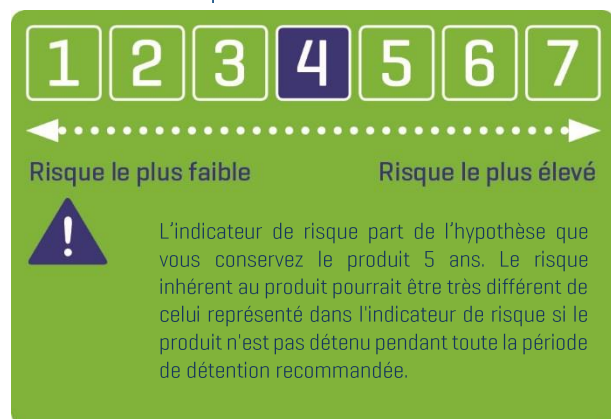 1 2 3 4 5 6 7
Risque le plus faible Risque le plus élevé
!
L'indicateur de risque part de l'hypothèse que
vous conservez le produit 5 ans. Le risque
inhérent au produit pourrait être très différent de
celui représenté dans l'indicateur de risque si le
produit n'est pas détenu pendant toute la période
de détention recommandée.